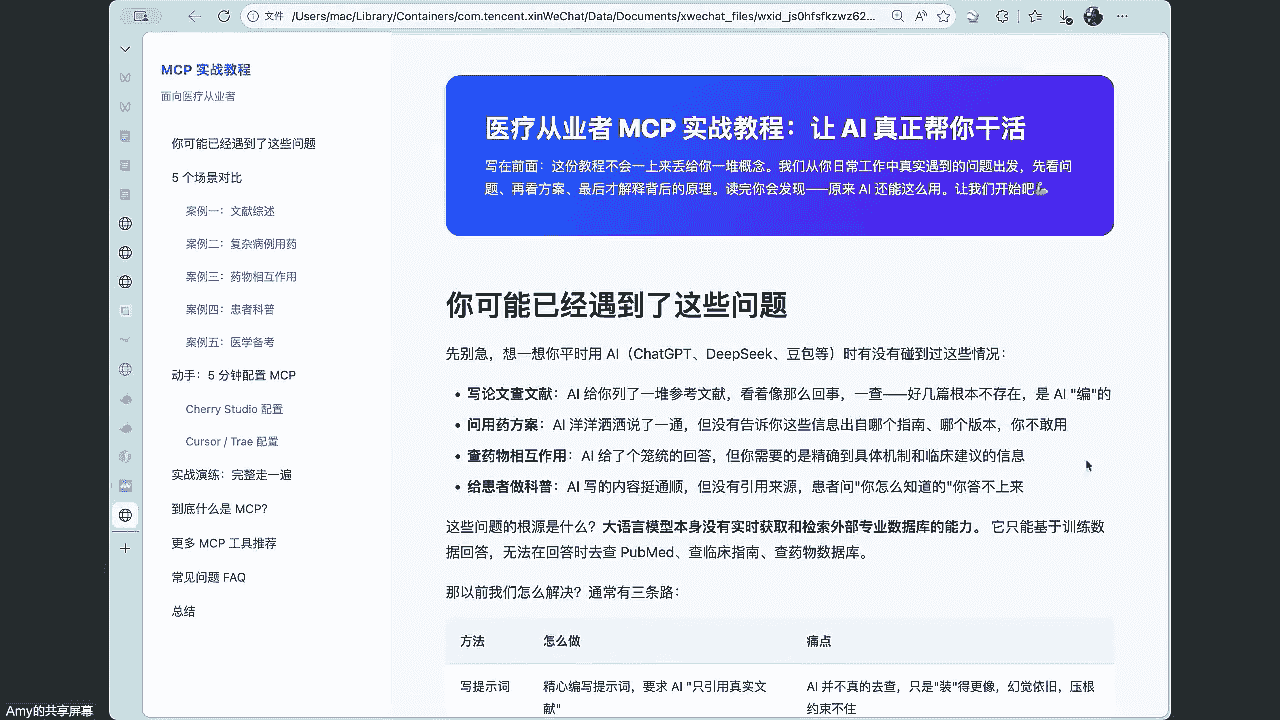 文件 /Users/mac/Library/Containers/com.tencent.xinWeChat/Data/Documents/xwechat_files/wxid_js0hfsfkzwz62...
MCP 实战教程
面向医疗从业者
你可能已经遇到了这些问题
5 个场景对比
案例一：文献综述
案例二：复杂病例用药
案例三：药物相互作用
案例四：患者科普
案例五：医学备考
动手：5 分钟配置 MCP
Cherry Studio 配置
Cursor / Trae 配置
实战演练：完整走一遍
到底什么是 MCP?
更多 MCP 工具推荐
常见问题 FAQ
总结
医疗从业者 MCP 实战教程：让 AI 真正帮你干活
写在前面：这份教程不会一上来丢给你一堆概念。我们从你日常工作中真实遇到的问题出发，先看问
题、再看方案、最后才解释背后的原理。读完你会发现——原来 AI 还能这么用。让我们开始吧💪
你可能已经遇到了这些问题
先别急，想一想你平时用 AI（ChatGPT、DeepSeek、豆包等）时有没有碰到过这些情况：
• 写论文查文献：AI 给你列了一堆参考文献，看着像那么回事，一查——好几篇根本不存在，是 AI "编"的
• 问用药方案：AI 洋洋洒洒说了一通，但没有告诉你这些信息出自哪个指南、哪个版本，你不敢用
• 查药物相互作用：AI 给了个笼统的回答，但你需要的是精确到具体机制和临床建议的信息
• 给患者做科普：AI 写的内容挺通顺，但没有引用来源，患者问"你怎么知道的"你答不上来
这些问题的根源是什么？大语言模型本身没有实时获取和检索外部专业数据库的能力。 它只能基于训练数
据回答，无法在回答时去查 PubMed、查临床指南、查药物数据库。
那以前我们怎么解决？通常有三条路：
方法 怎么做 痛点
写提示词 精心编写提示词，要求 AI "只引用真实文 AI 并不真的去查，只是"装"得更像，幻觉依旧，压根
献" 约束不住
Amy的共享屏幕